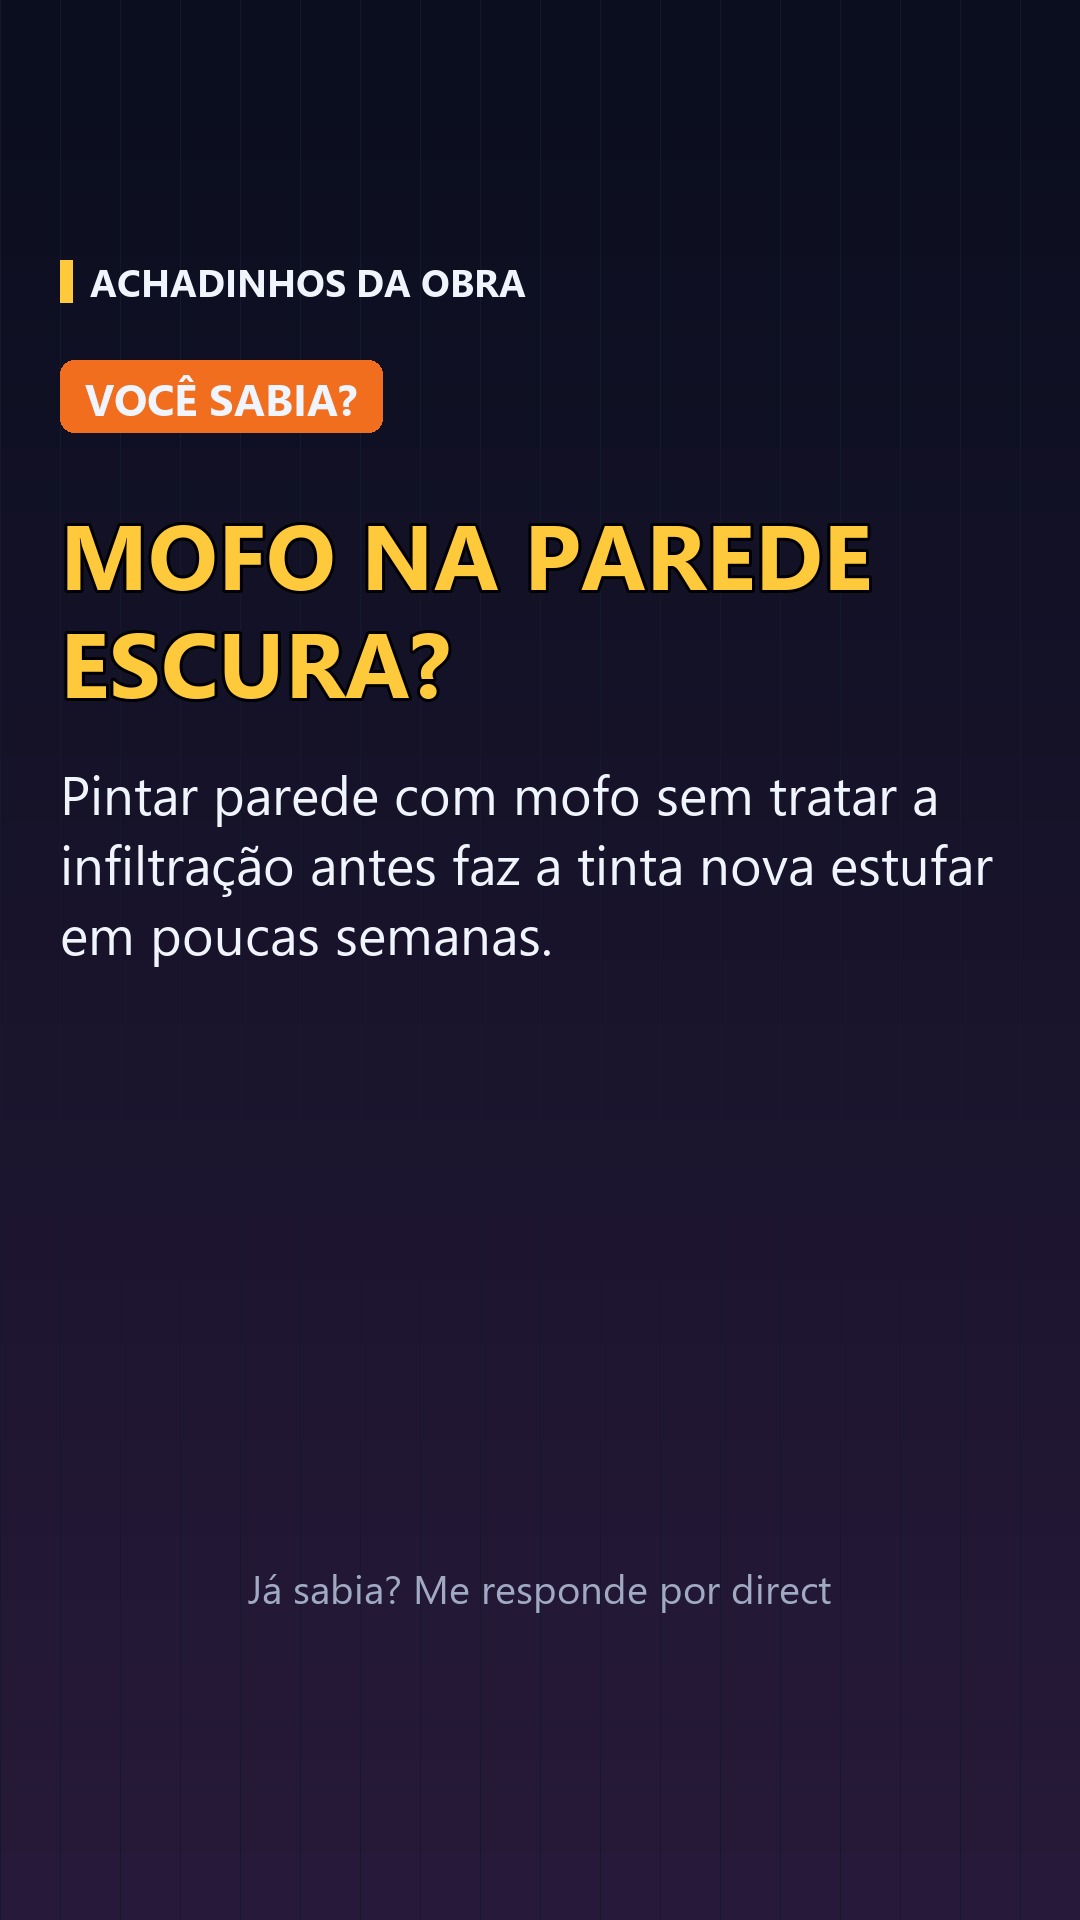 ACHADINHOS DA OBRA
VOCÊ SABIA?
MOFO NA PAREDE
ESCURA?
Pintar parede com mofo sem tratar a
infiltração antes faz a tinta nova estufar
em poucas semanas.
Já sabia? Me responde por direct